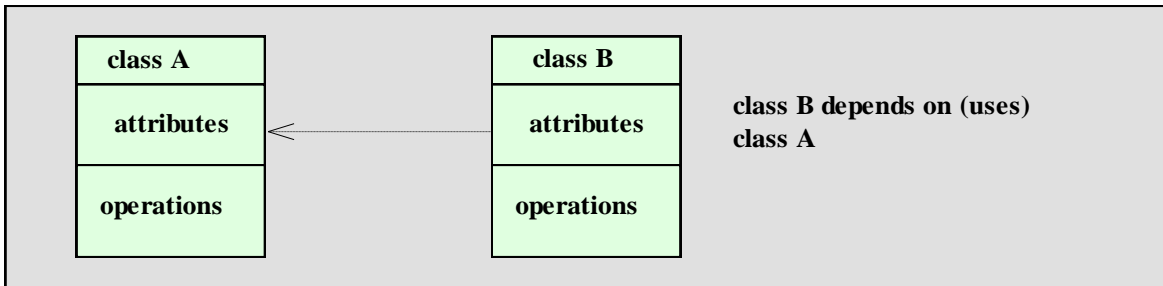 class A
attributes
operations
class B
attributes
operations
class B depends on (uses)
class A